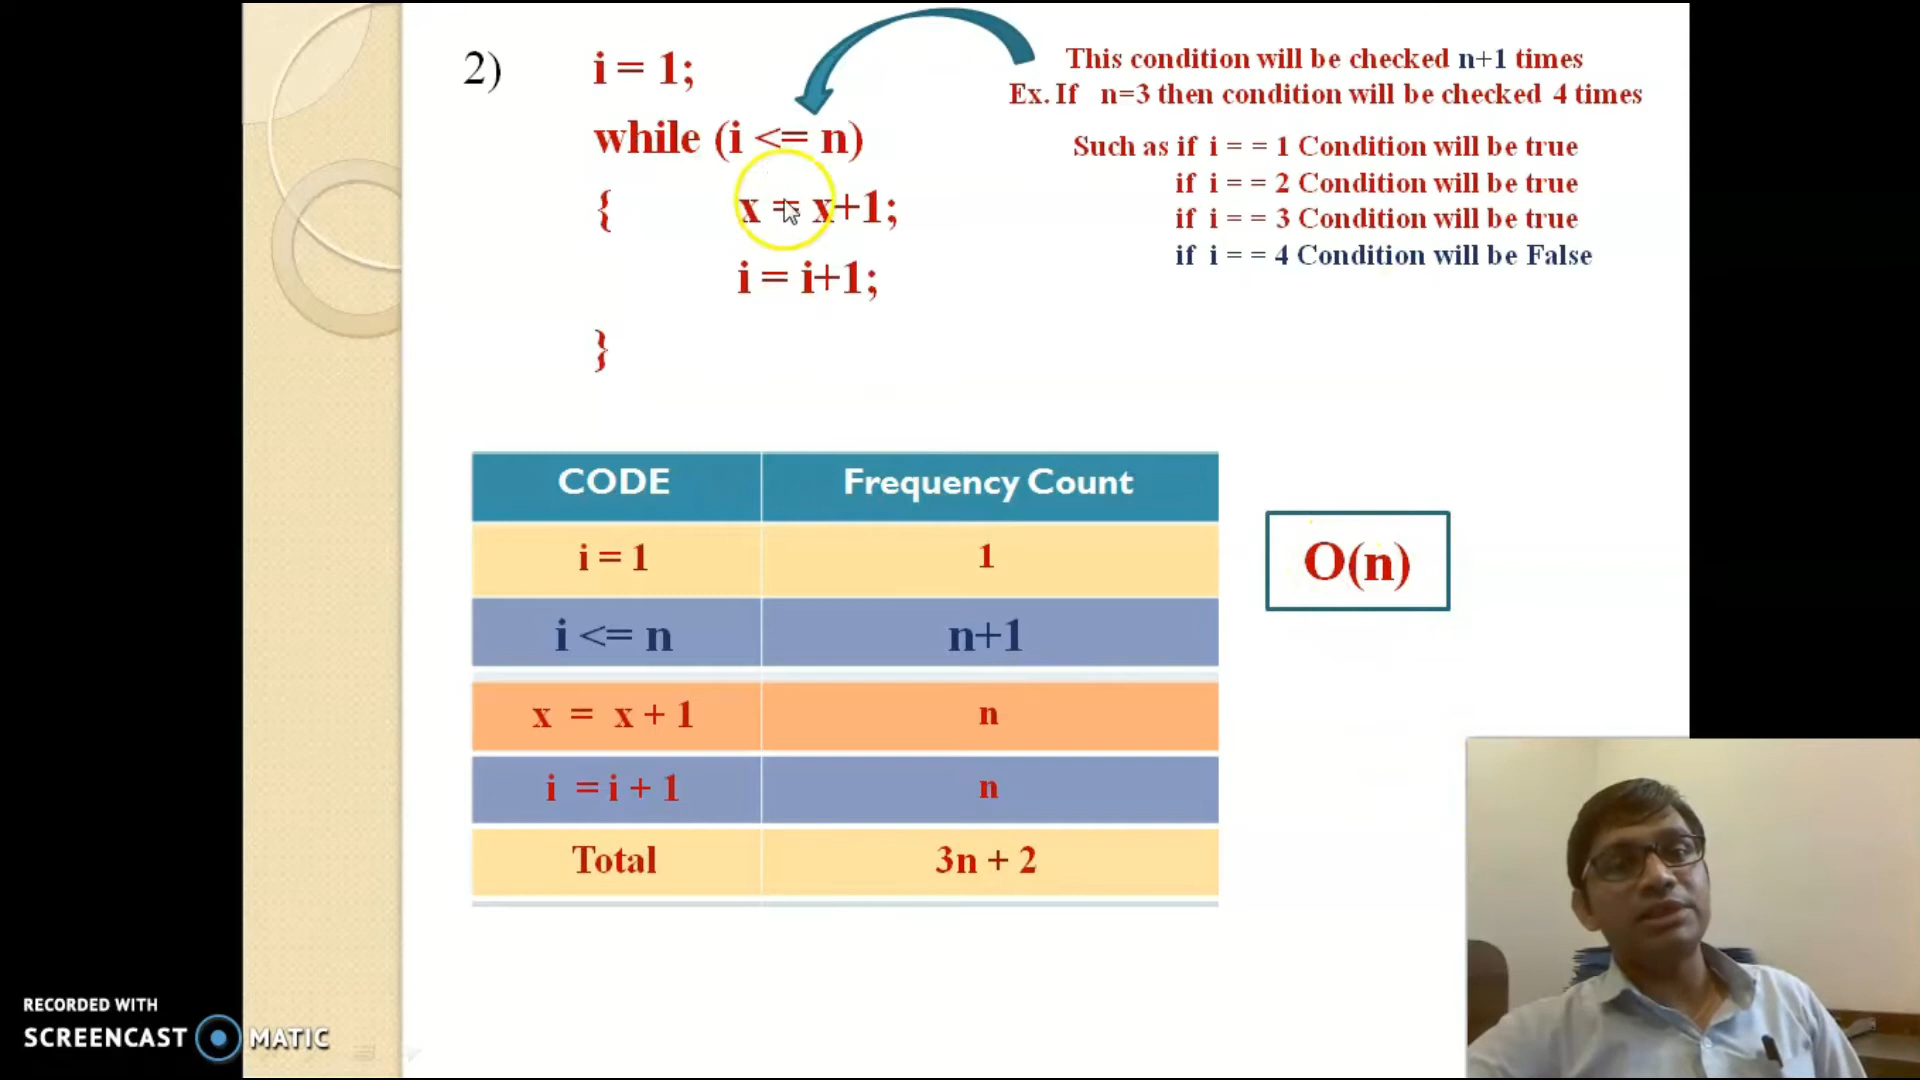 2) i = 1;
while (i <= n)
{ x = x+1;
i = i+1;
}
This condition will be checked n+1 times
Ex. If n=3 then condition will be checked 4 times
Such as if i = = 1 Condition will be true
if i = = 2 Condition will be true
if i = = 3 Condition will be true
if i = = 4 Condition will be False
CODE Frequency Count
i = 1 1
i <= n n+1
x = x + 1 n
i = i + 1 n
Total 3n + 2
O(n)
RECORDED WITH
SCREENCAST MATIC